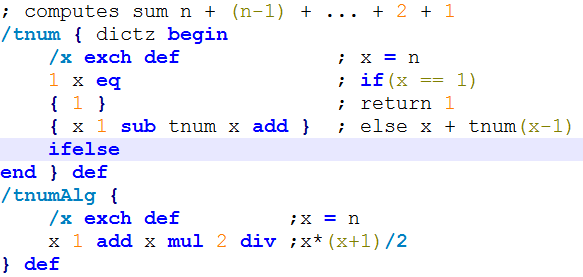 ; computes sum n + (n-1) + ... + 2 + 1
/tnum { dictz begin
    /x exch def            ; x = n
    1 x eq                 ; if(x == 1)
    { 1 }                  ; return 1
    { x 1 sub tnum x add } ; else x + tnum(x-1)
    ifelse
end } def
/tnumAlg {
    /x exch def        ;x = n
    x 1 add x mul 2 div ;x*(x+1)/2
} def